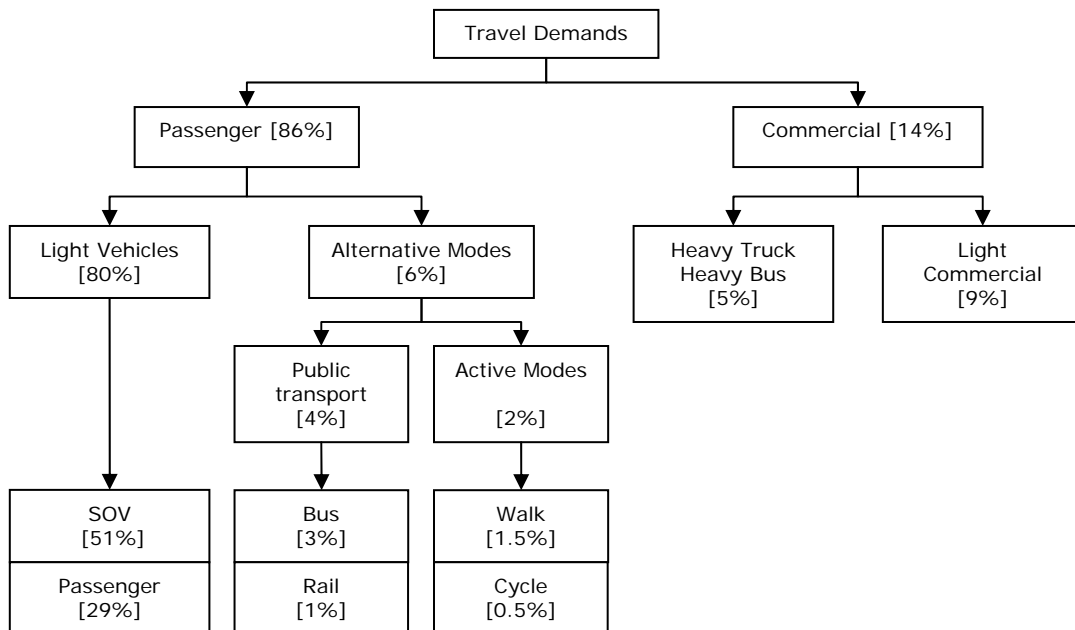 Travel Demands
Passenger [86%]
Commercial [14%]
Light Vehicles
[80%]
Alternative Modes
[6%]
Heavy Truck
Heavy Bus
[5%]
Light
Commercial
[9%]
Public
transport
[4%]
Active Modes
[2%]
SOV
[51%]
Bus
[3%]
Walk
[1.5%]
Passenger
[29%]
Rail
[1%]
Cycle
[0.5%]